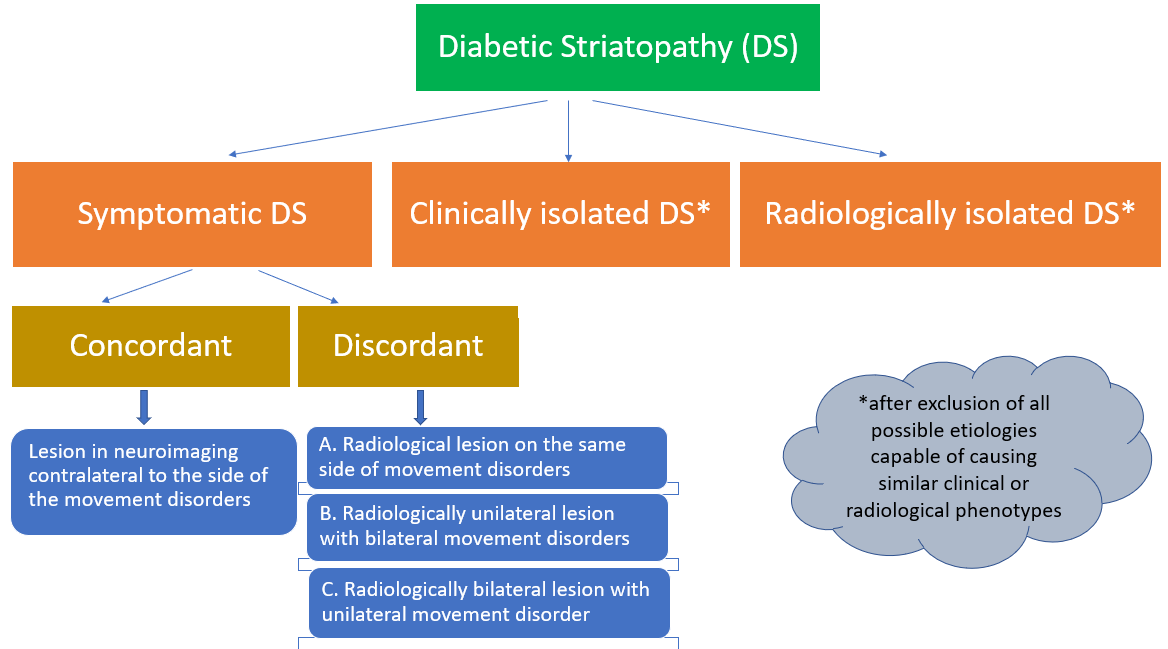 Diabetic Striatopathy (DS)
Symptomatic DS
Clinically isolated DS*
Radiologically isolated DS*
Concordant
Discordant
Lesion in neuroimaging
contralateral to the side of
the movement disorders
A. Radiological lesion on the same
side of movement disorders
B. Radiologically unilateral lesion
with bilateral movement disorders
C. Radiologically bilateral lesion with
unilateral movement disorder
*after exclusion of all
possible etiologies
capable of causing
similar clinical or
radiological phenotypes